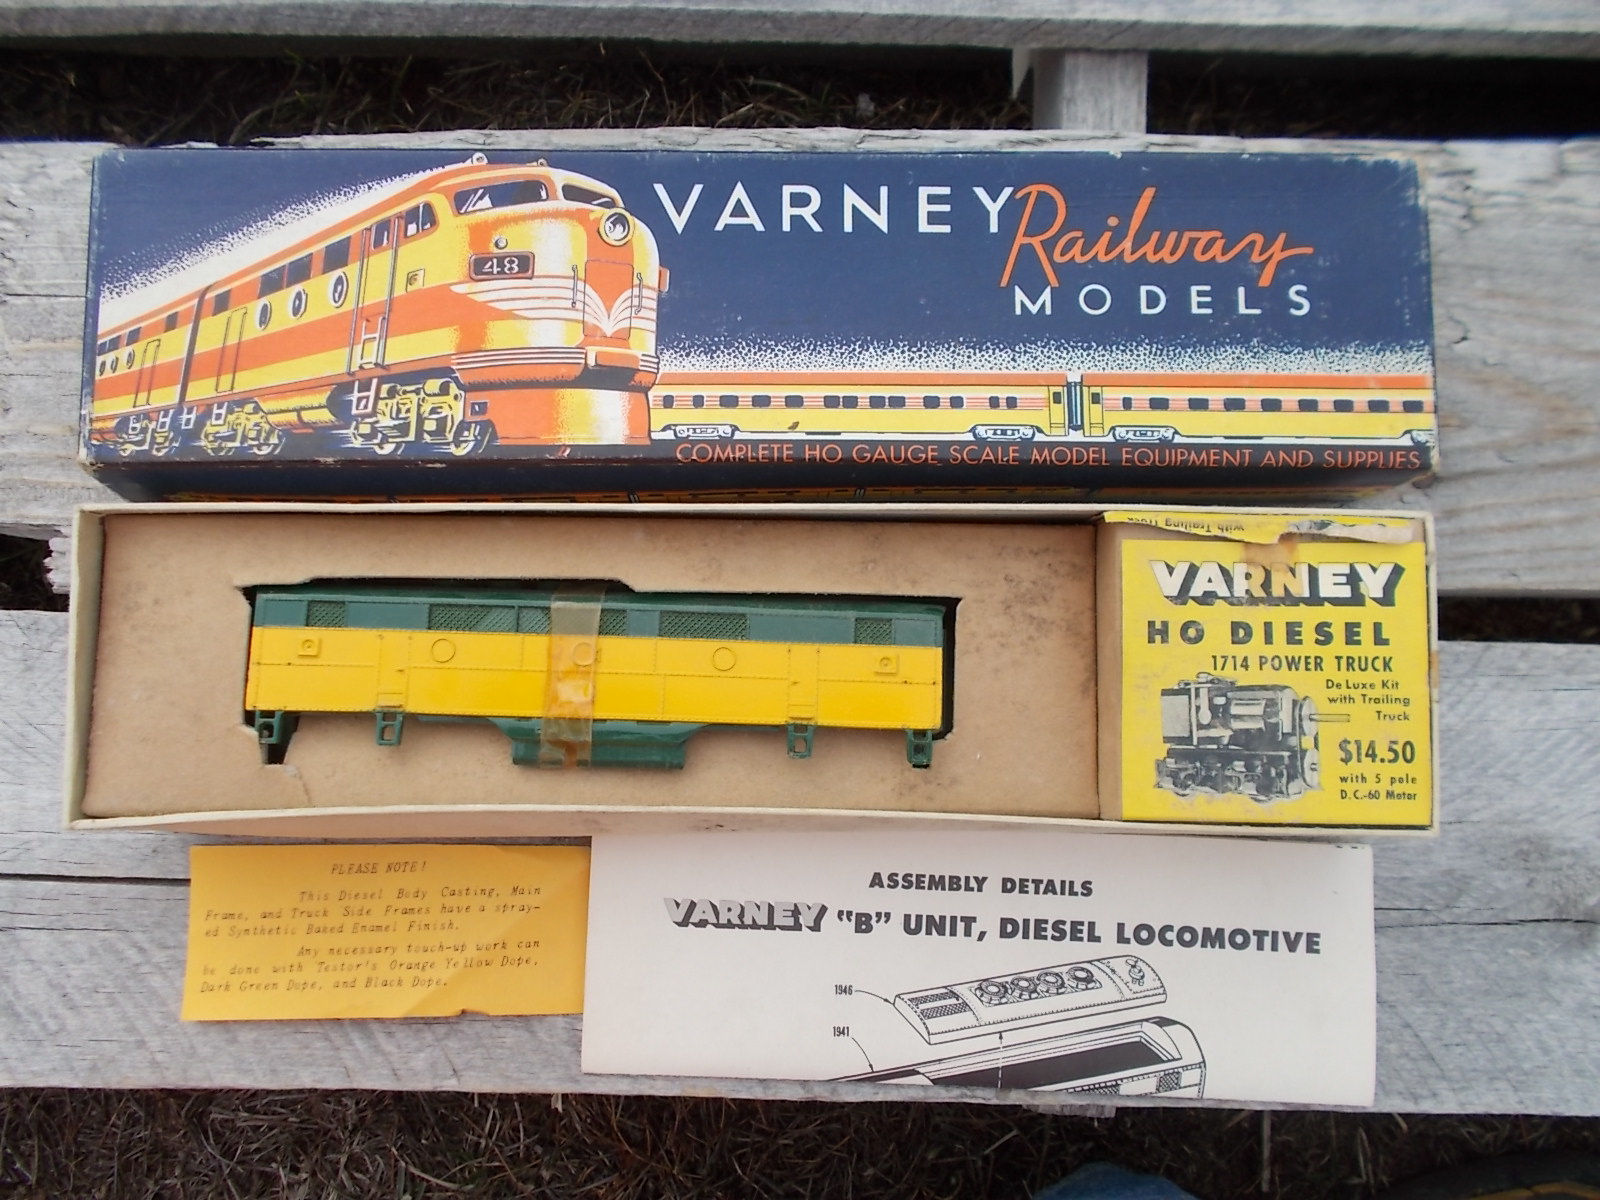 VARNEY Railway
MODELS
48
COMPLETE HO GAUGE SCALE MODEL EQUIPMENT AND SUPPLIES
with Trailing
VARNEY
HO DIESEL
1714 POWER TRUCK
De Luxe Kit
with Trailing
Truck
$14.50
with 5 pole
D.C.-60 Motor
PLEASE NOTE!
This Diesel Body Casting, Main
Frame, and Truck Side Frames have a spray-
ed Synthetic Baked Enamel Finish.
Any necessary touch-up work can
be done with Testor's Orange Yellow Dope,
Dark Green Dope, and Black Dope.
ASSEMBLY DETAILS
VARNEY "B" UNIT, DIESEL LOCOMOTIVE
1946
1941